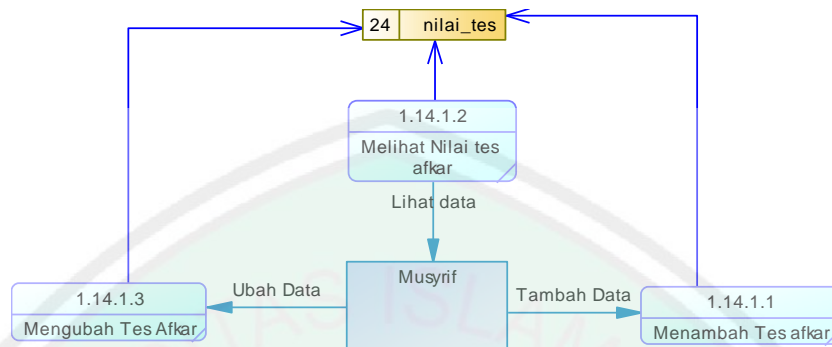 24 nilai_tes
1.14.1.2
Melihat Nilai tes
afkar
Lihat data
Musyrif
Ubah Data
Tambah Data
1.14.1.3
Mengubah Tes Afkar
1.14.1.1
Menambah Tes afkar